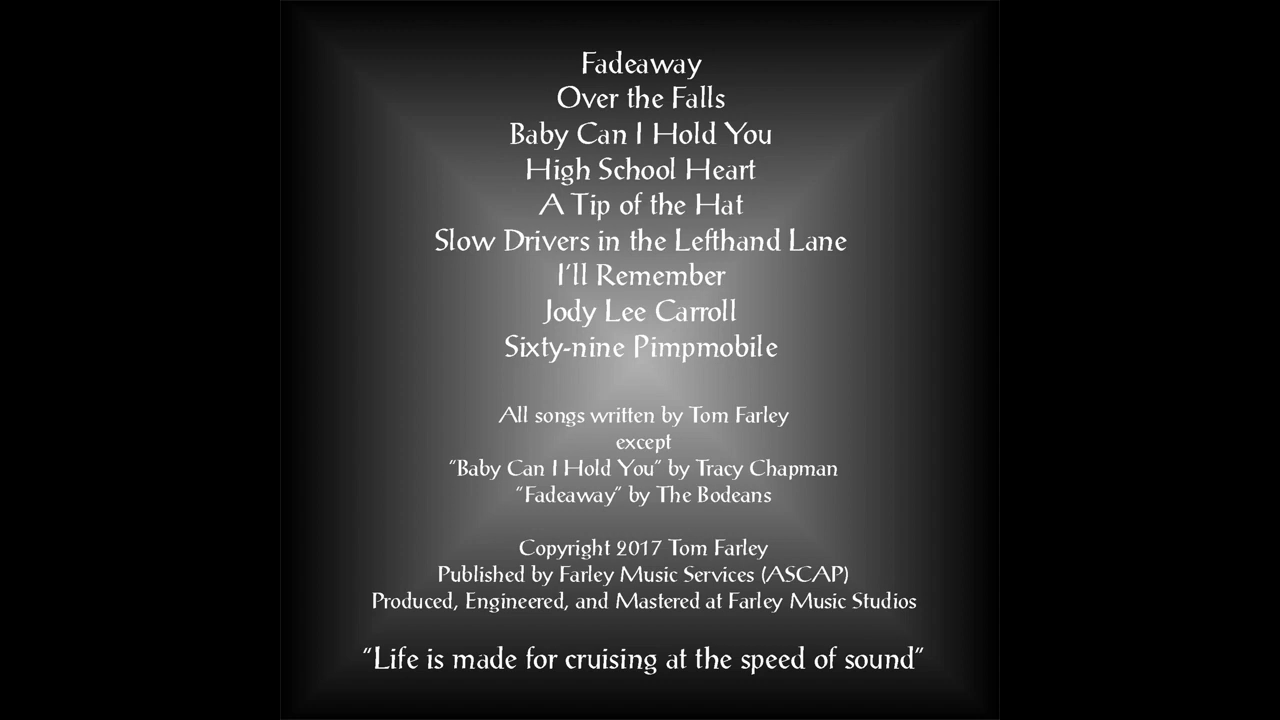 Fadeaway
Over the Falls
Baby Can I Hold You
High School Heart
A Tip of the Hat
Slow Drivers in the Lefthand Lane
I'll Remember
Jody Lee Carroll
Sixty-nine Pimpmobile
All songs written by Tom Farley
except
"Baby Can I Hold You" by Tracy Chapman
"Fadeaway" by The Bodeans
Copyright 2017 Tom Farley
Published by Farley Music Services (ASCAP)
Produced, Engineered, and Mastered at Farley Music Studios
"Life is made for cruising at the speed of sound"